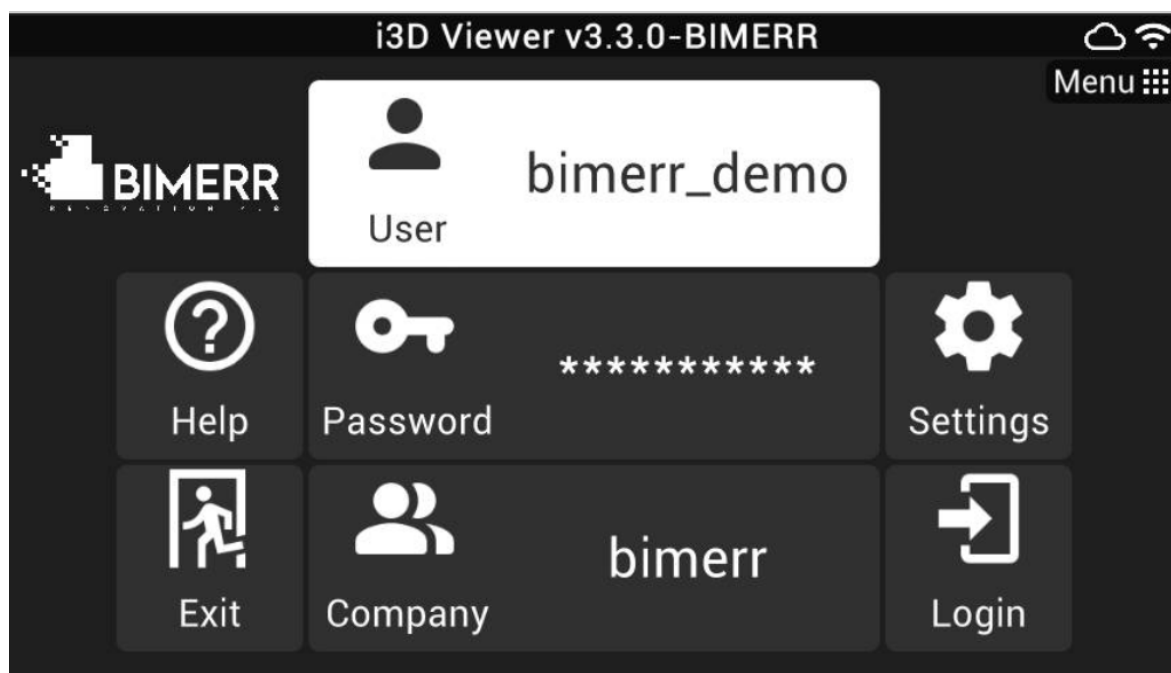 i3D Viewer v3.3.0-BIMERR
Menu
BIMERR
bimerr_demo
User
***********
Help
Password
Settings
bimerr
Exit
Company
Login